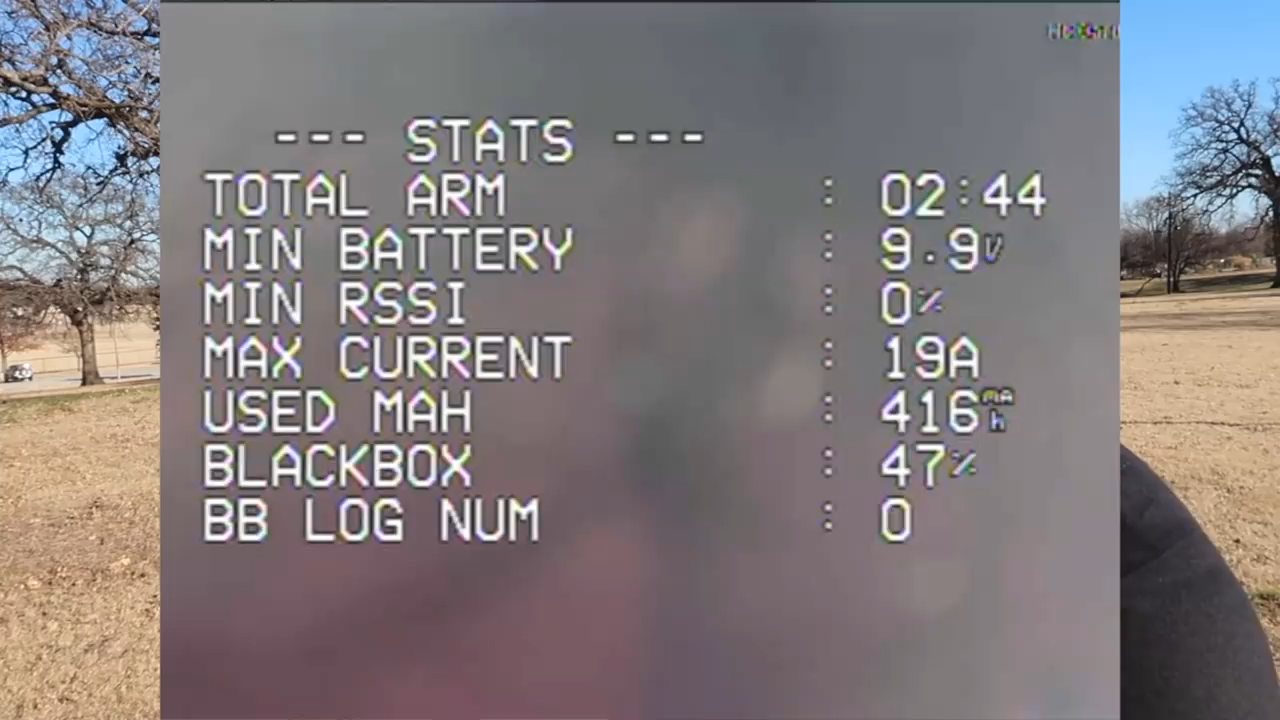 --- STATS ---
TOTAL ARM : 02:44
MIN BATTERY : 9.9V
MIN RSSI : 0%
MAX CURRENT : 19A
USED MAH : 416mAh
BLACKBOX : 47%
BB LOG NUM : 0